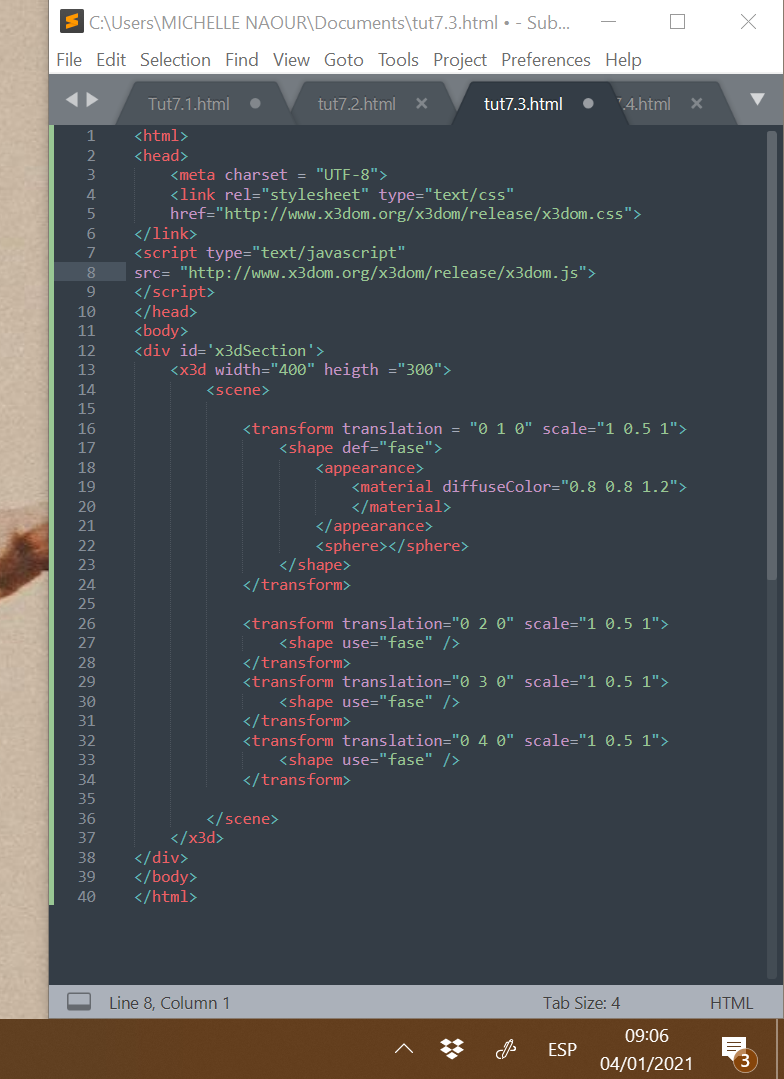 C:\Users\MICHELLE NAOUR\Documents\tut7.3.html • - Sub...
File Edit Selection Find View Goto Tools Project Preferences Help
Tut7.1.html tut7.2.html tut7.3.html 7.4.html
1 <html>
2 <head>
3 <meta charset = "UTF-8">
4 <link rel="stylesheet" type="text/css"
5 href="http://www.x3dom.org/x3dom/release/x3dom.css">
6 </link>
7 <script type="text/javascript"
8 src= "http://www.x3dom.org/x3dom/release/x3dom.js">
9 </script>
10 </head>
11 <body>
12 <div id='x3dSection'>
13 <x3d width="400" heigth ="300">
14 <scene>
15
16 <transform translation = "0 1 0" scale="1 0.5 1">
17 <shape def="fase">
18 <appearance>
19 <material diffuseColor="0.8 0.8 1.2">
20 </material>
21 </appearance>
22 <sphere></sphere>
23 </shape>
24 </transform>
25
26 <transform translation="0 2 0" scale="1 0.5 1">
27 <shape use="fase" />
28 </transform>
29 <transform translation="0 3 0" scale="1 0.5 1">
30 <shape use="fase" />
31 </transform>
32 <transform translation="0 4 0" scale="1 0.5 1">
33 <shape use="fase" />
34 </transform>
35
36 </scene>
37 </x3d>
38 </div>
39 </body>
40 </html>
Line 8, Column 1 Tab Size: 4 HTML
ESP 09:06
04/01/2021 3